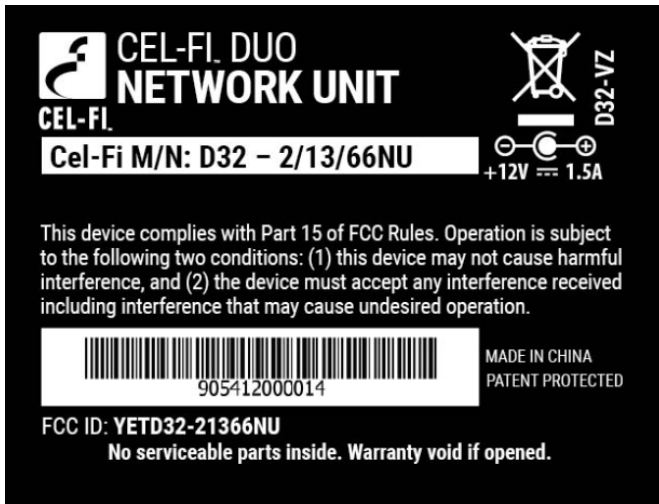 CEL-FI™ DUO
NETWORK UNIT
CEL-FI™
D32-VZ
Cel-Fi M/N: D32 – 2/13/66NU
+12V ⎓ 1.5A
This device complies with Part 15 of FCC Rules. Operation is subject
to the following two conditions: (1) this device may not cause harmful
interference, and (2) the device must accept any interference received
including interference that may cause undesired operation.
905412000014
MADE IN CHINA
PATENT PROTECTED
FCC ID: YETD32-21366NU
No serviceable parts inside. Warranty void if opened.